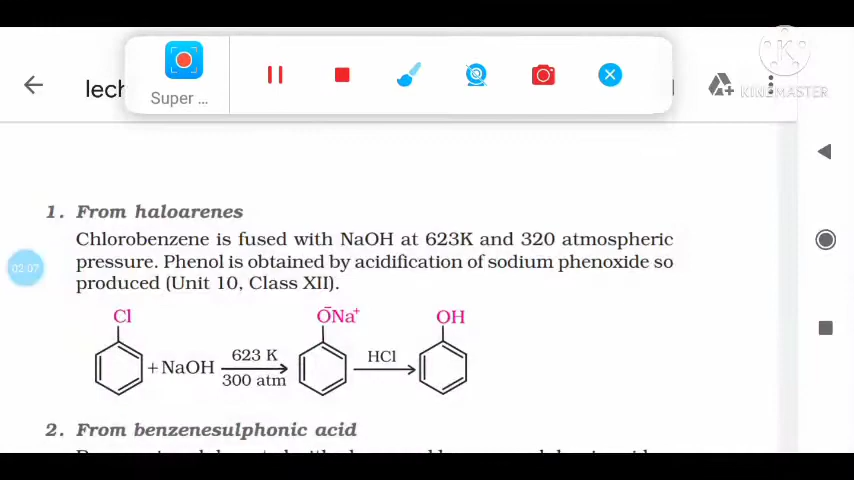 lech
Super ...
KINEMASTER
1. From haloarenes
Chlorobenzene is fused with NaOH at 623K and 320 atmospheric
pressure. Phenol is obtained by acidification of sodium phenoxide so
produced (Unit 10, Class XII).
02:07
Cl
ŌNa⁺
OH
+NaOH
623 K
300 atm
HCl
2. From benzenesulphonic acid